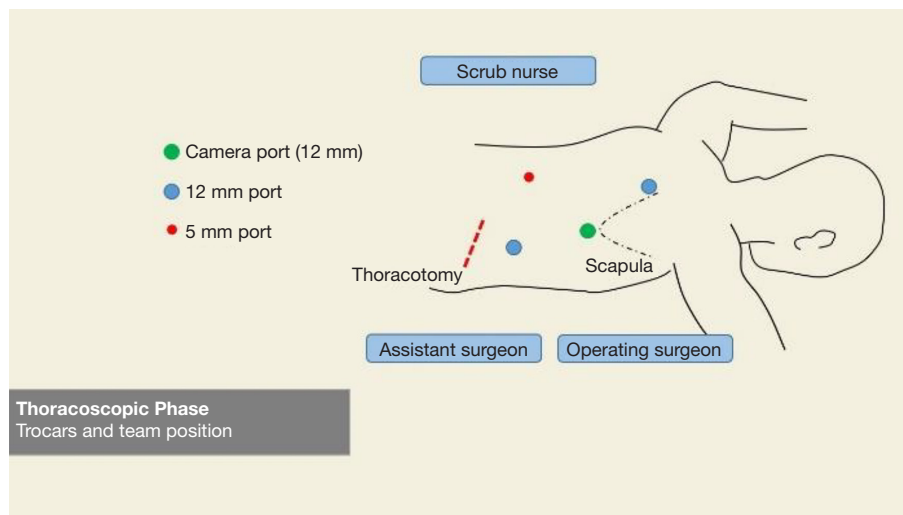 Scrub nurse
Camera port (12 mm)
12 mm port
5 mm port
Thoracotomy
Scapula
Assistant surgeon
Operating surgeon
Thoracoscopic Phase
Trocars and team position